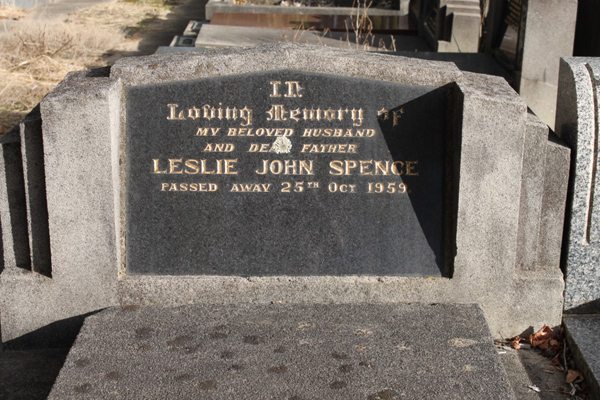 In
Loving Memory of
MY BELOVED HUSBAND
AND DEAR FATHER
LESLIE JOHN SPENCE
PASSED AWAY 25TH OCT 1959.